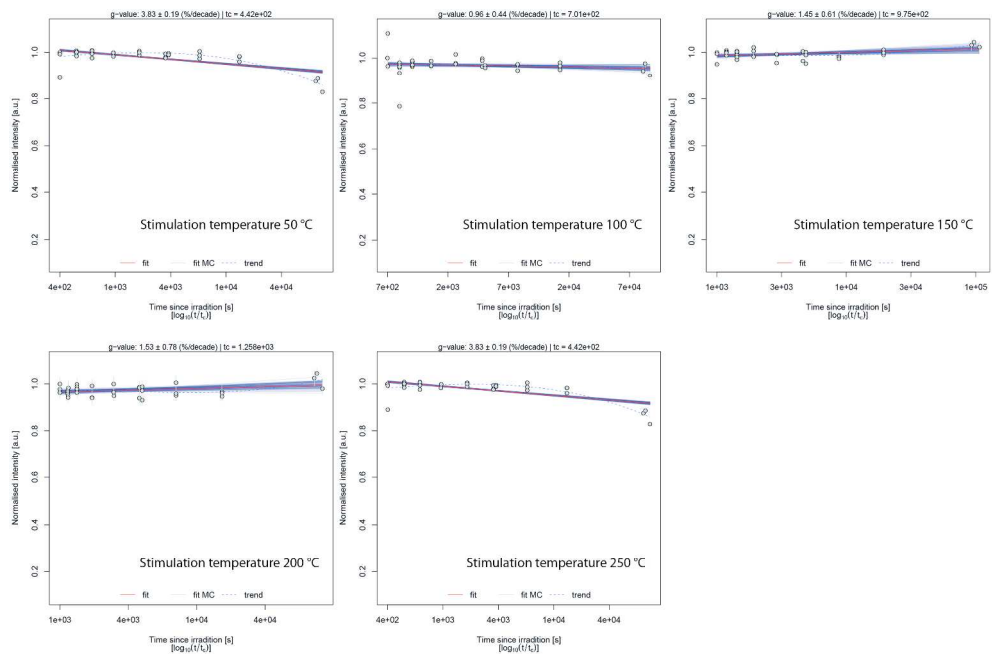 g-value: 3.83 ± 0.19 (%/decade) | tc = 4.42e+02
Normalised intensity [a.u.]
1.0
0.8
0.6
0.4
0.2
Stimulation temperature 50 °C
fit fit MC trend
4e+02 1e+03 4e+03 1e+04 4e+04
Time since irradition [s]
[log10(t/tc)]
g-value: 0.96 ± 0.44 (%/decade) | tc = 7.01e+02
Normalised intensity [a.u.]
1.0
0.8
0.6
0.4
0.2
Stimulation temperature 100 °C
fit fit MC trend
7e+02 2e+03 7e+03 2e+04 7e+04
Time since irradition [s]
[log10(t/tc)]
g-value: 1.45 ± 0.61 (%/decade) | tc = 9.75e+02
Normalised intensity [a.u.]
1.0
0.8
0.6
0.4
0.2
Stimulation temperature 150 °C
fit fit MC trend
1e+03 3e+03 1e+04 3e+04 1e+05
Time since irradition [s]
[log10(t/tc)]
g-value: 1.53 ± 0.78 (%/decade) | tc = 1.258e+03
Normalised intensity [a.u.]
1.0
0.8
0.6
0.4
0.2
Stimulation temperature 200 °C
fit fit MC trend
1e+03 4e+03 1e+04 4e+04
Time since irradition [s]
[log10(t/tc)]
g-value: 3.83 ± 0.19 (%/decade) | tc = 4.42e+02
Normalised intensity [a.u.]
1.0
0.8
0.6
0.4
0.2
Stimulation temperature 250 °C
fit fit MC trend
4e+02 1e+03 4e+03 1e+04 4e+04
Time since irradition [s]
[log10(t/tc)]